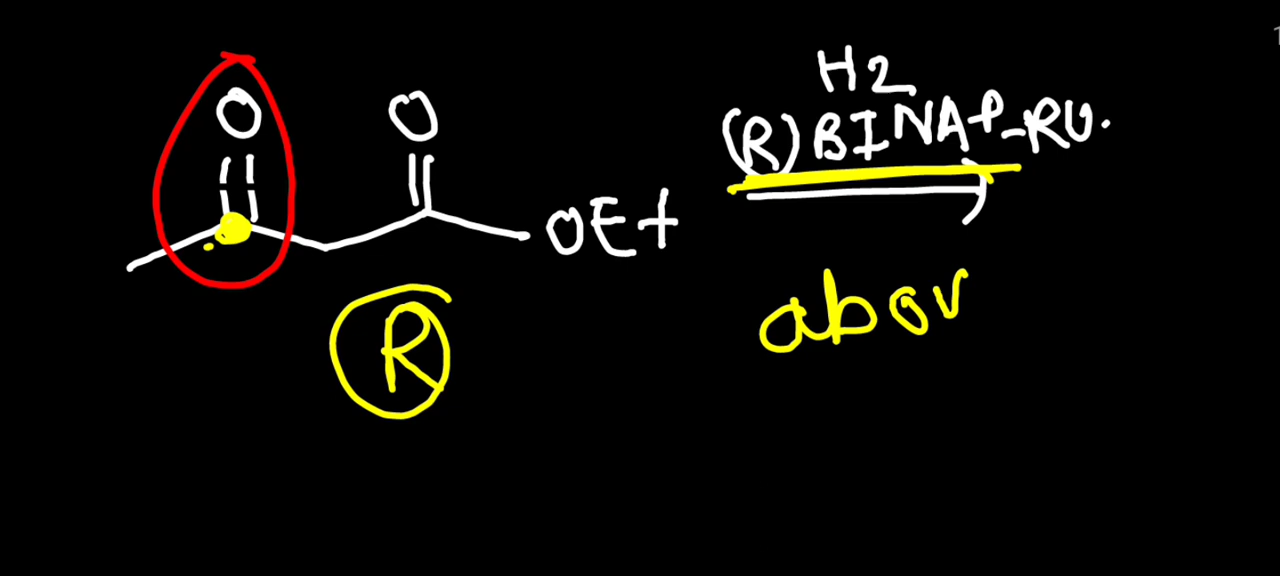 H2
(R) BINAP-RU.
O O
OEt
R
abov